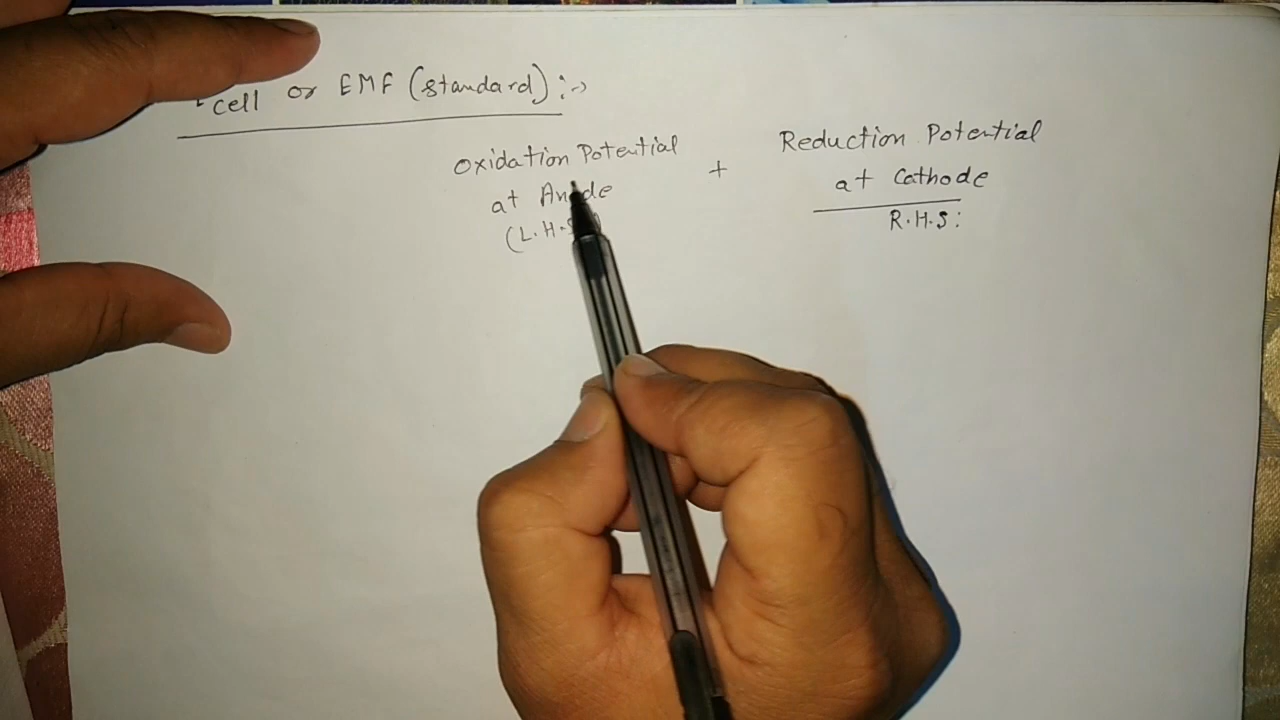 cell or EMF (standard) :->
Oxidation Potential + Reduction Potential
at Anode at Cathode
(L.H.S) R.H.S: